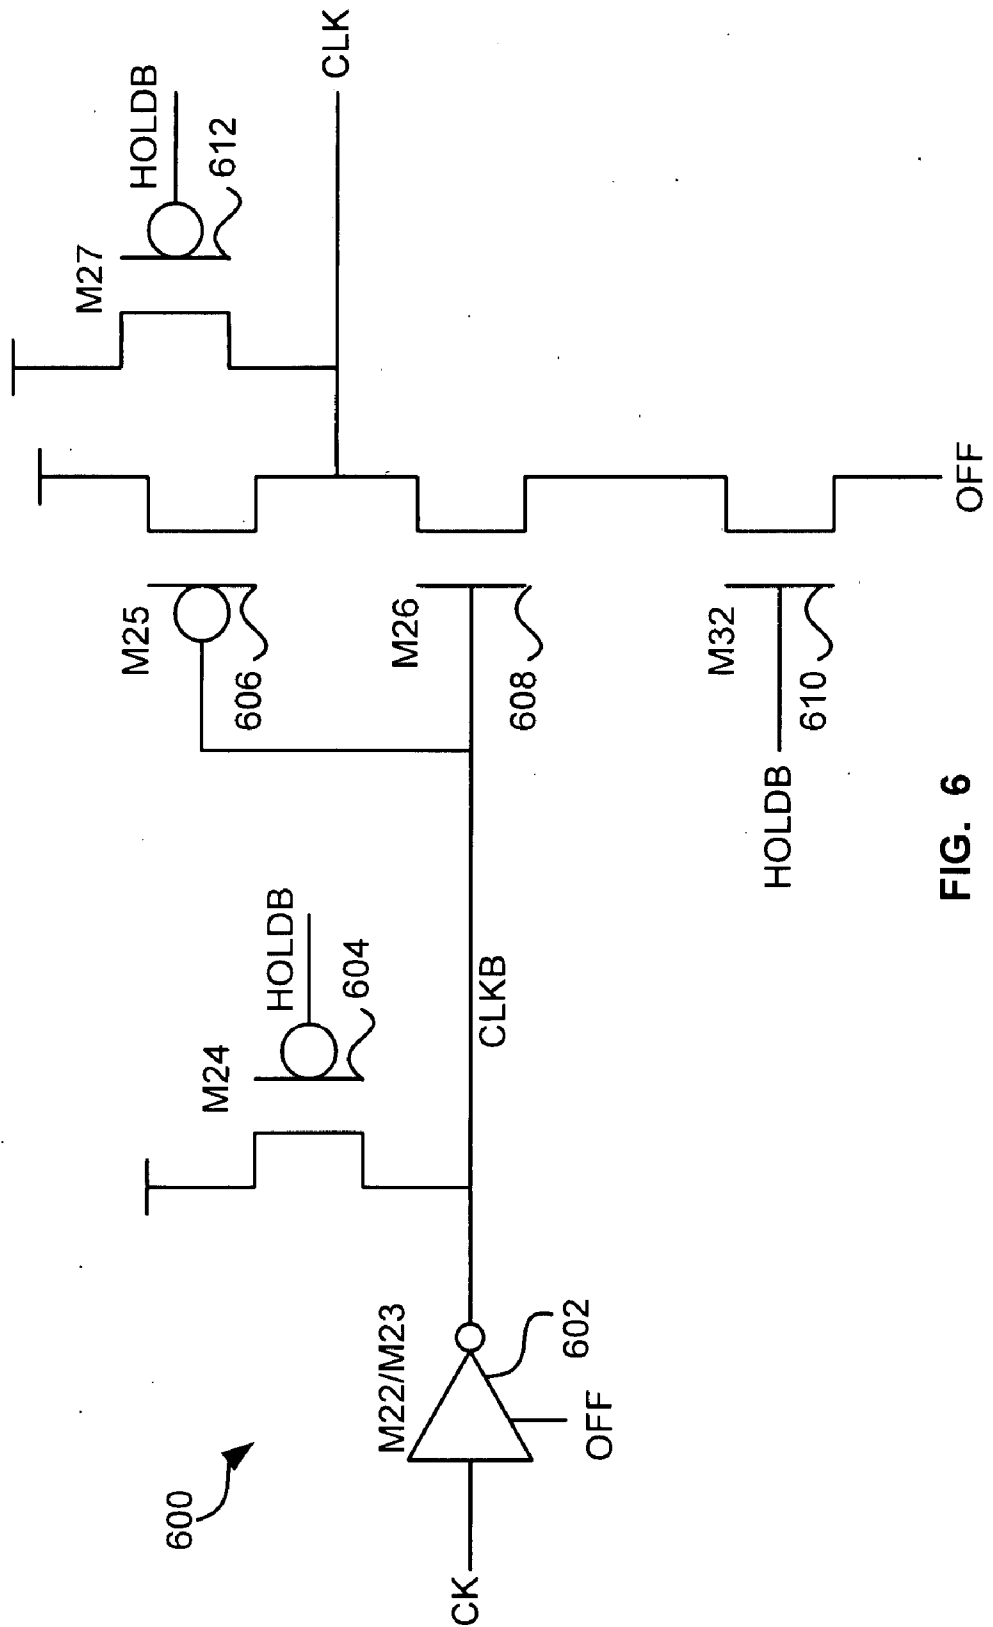 600
CK
M22/M23
602
OFF
M24
HOLDB
604
CLKB
M25
606
M26
608
M32
610
HOLDB
OFF
M27
HOLDB
612
CLK
FIG. 6